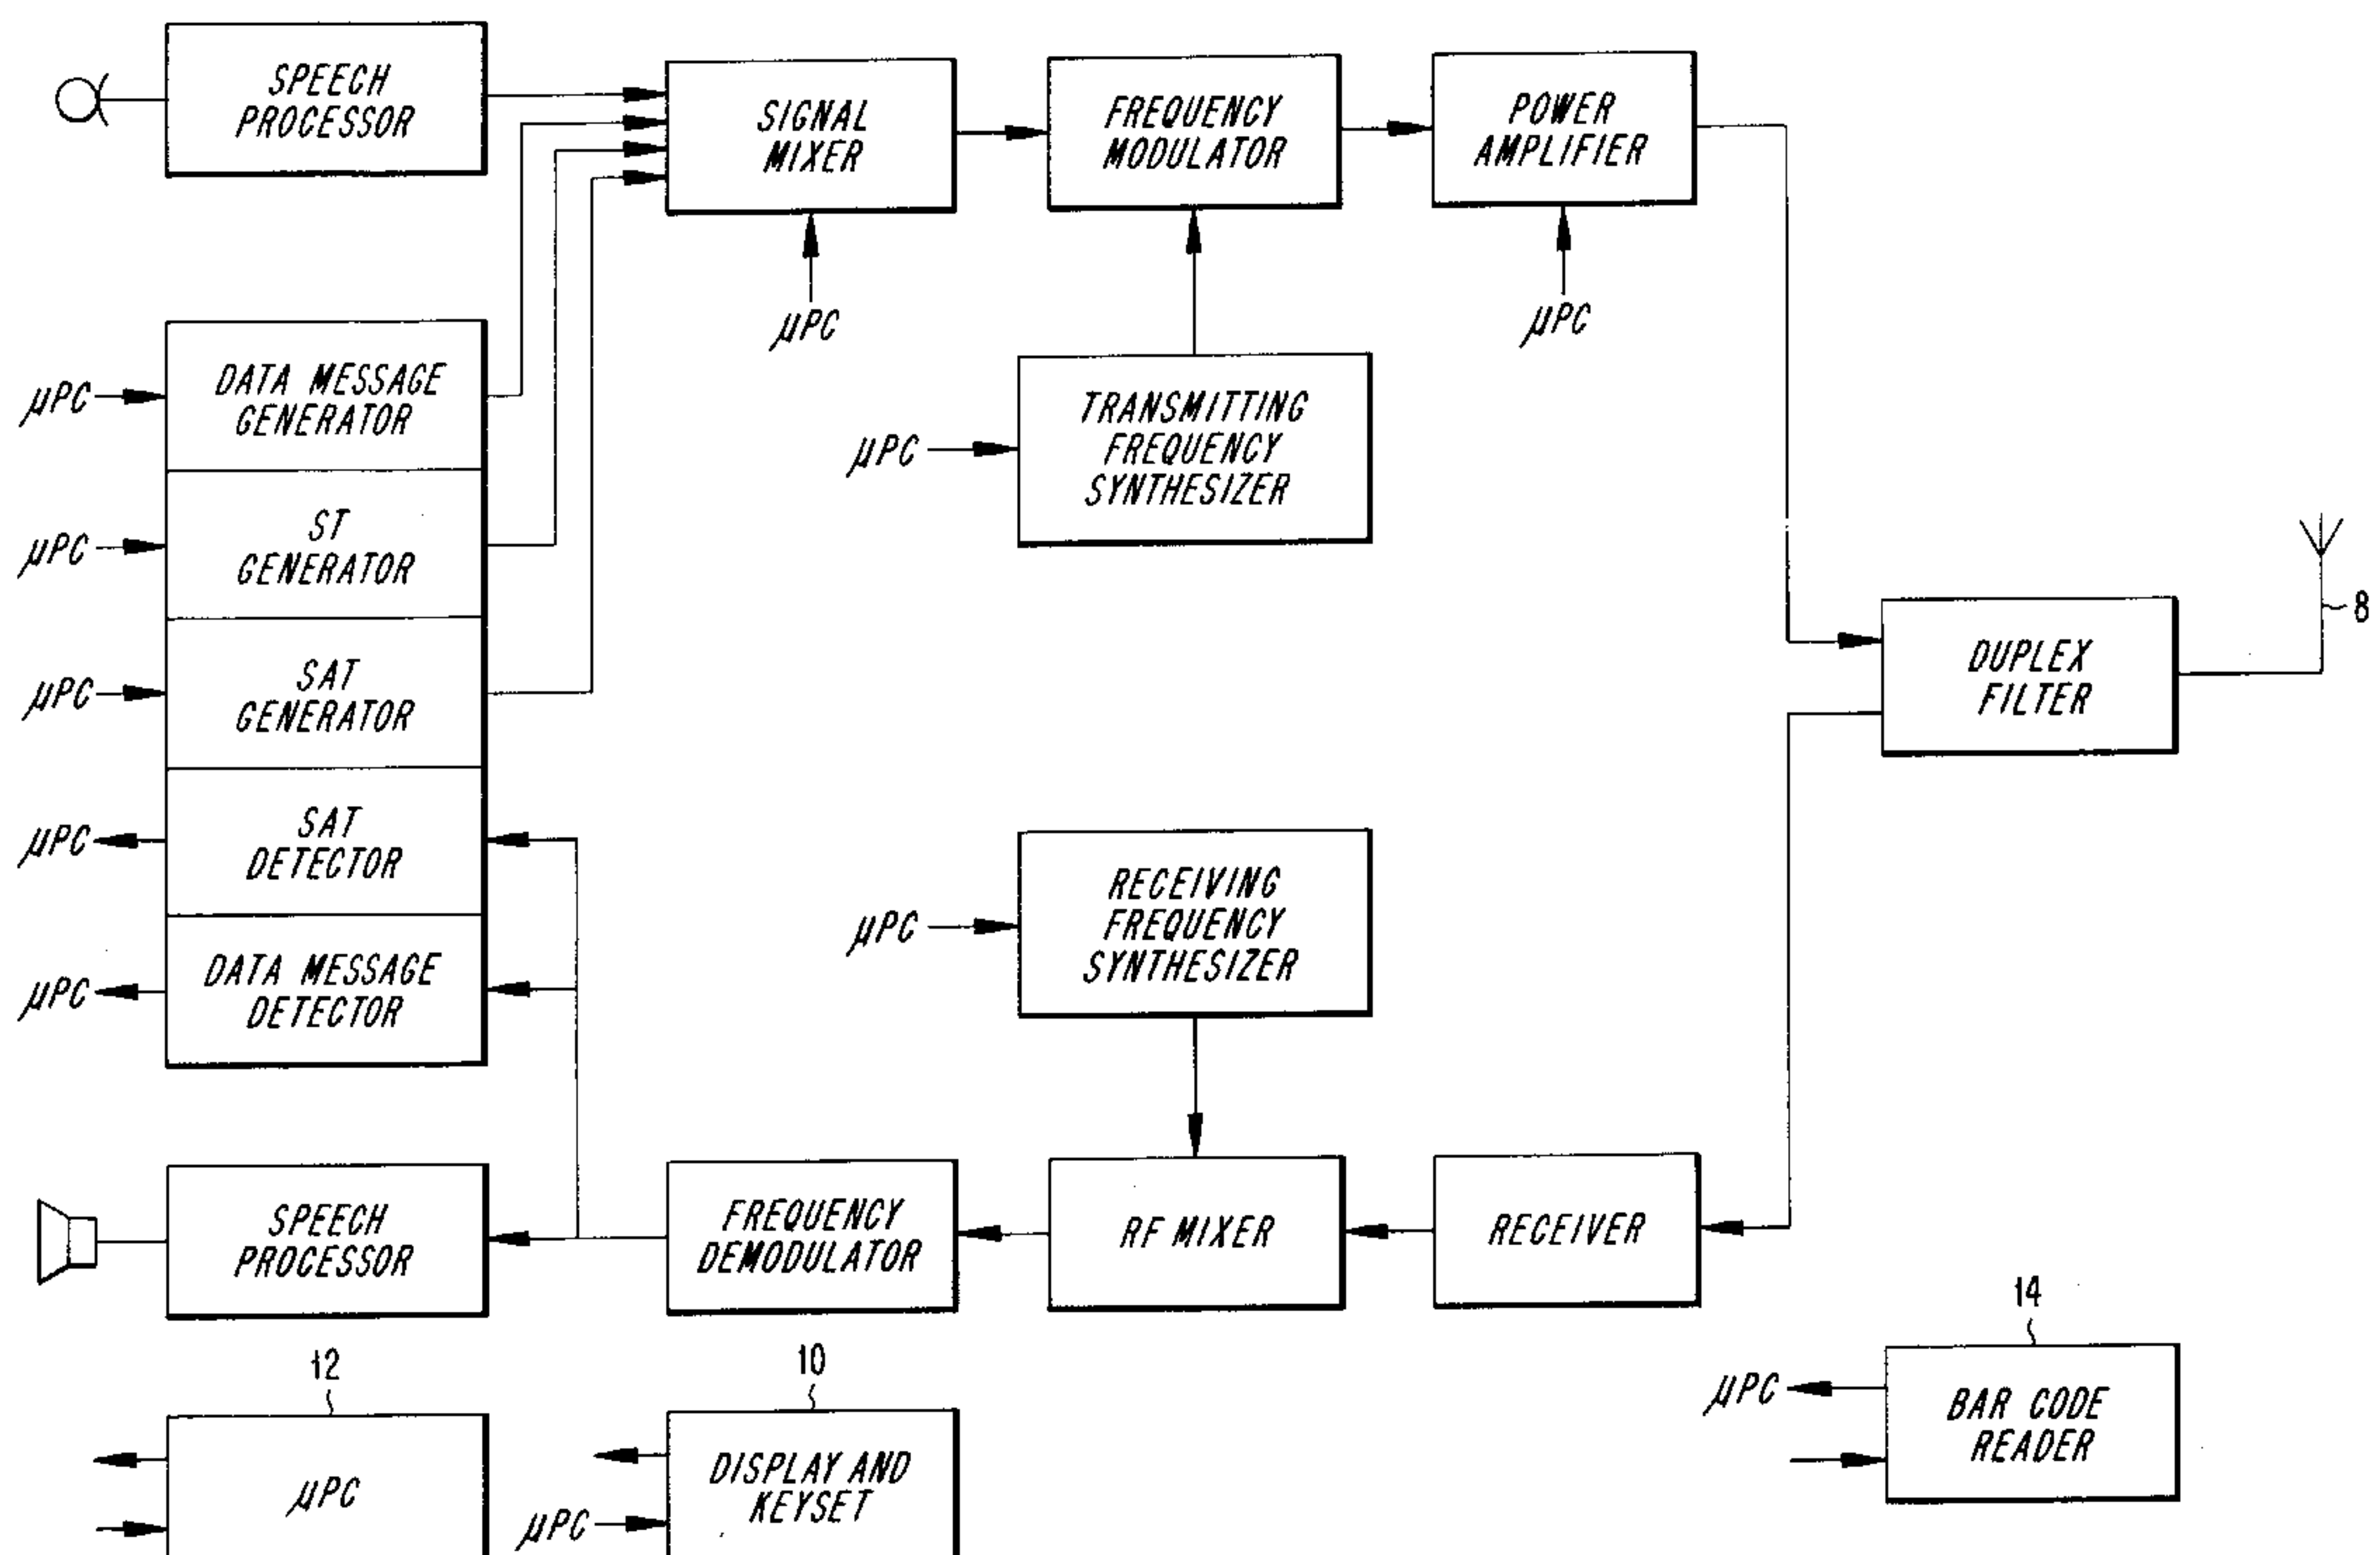 SPEECH
PROCESSOR
SIGNAL
MIXER
FREQUENCY
MODULATOR
POWER
AMPLIFIER
μPC
μPC
μPC
DATA MESSAGE
GENERATOR
μPC
TRANSMITTING
FREQUENCY
SYNTHESIZER
μPC
ST
GENERATOR
8
μPC
SAT
GENERATOR
DUPLEX
FILTER
μPC
SAT
DETECTOR
μPC
RECEIVING
FREQUENCY
SYNTHESIZER
μPC
DATA MESSAGE
DETECTOR
SPEECH
PROCESSOR
FREQUENCY
DEMODULATOR
RF MIXER
RECEIVER
12
10
14
μPC
DISPLAY AND
KEYSET
μPC
μPC
BAR CODE
READER